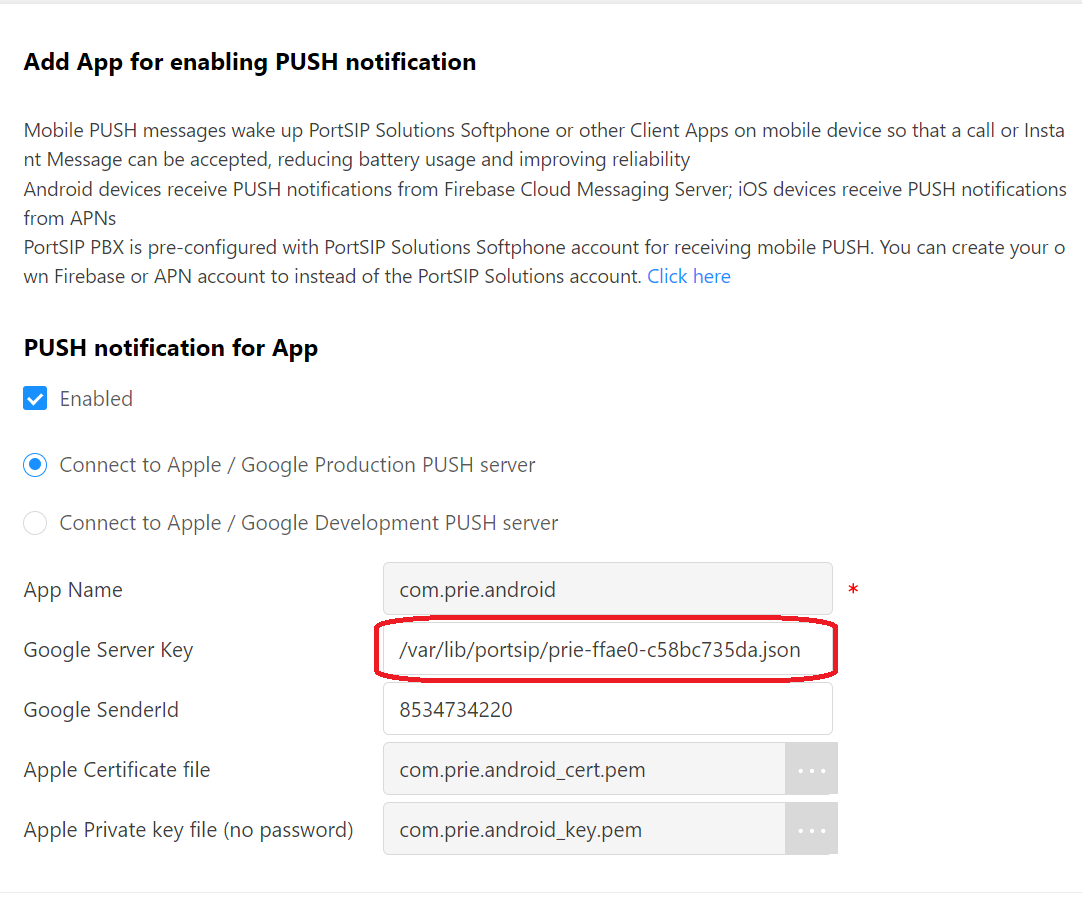 Add App for enabling PUSH notification
Mobile PUSH messages wake up PortSIP Solutions Softphone or other Client Apps on mobile device so that a call or Insta
nt Message can be accepted, reducing battery usage and improving reliability
Android devices receive PUSH notifications from Firebase Cloud Messaging Server; iOS devices receive PUSH notifications
from APNs
PortSIP PBX is pre-configured with PortSIP Solutions Softphone account for receiving mobile PUSH. You can create your o
wn Firebase or APN account to instead of the PortSIP Solutions account. Click here
PUSH notification for App
Enabled
Connect to Apple / Google Production PUSH server
Connect to Apple / Google Development PUSH server
App Name com.prie.android *
Google Server Key /var/lib/portsip/prie-ffae0-c58bc735da.json
Google SenderId 8534734220
Apple Certificate file com.prie.android_cert.pem ...
Apple Private key file (no password) com.prie.android_key.pem ...